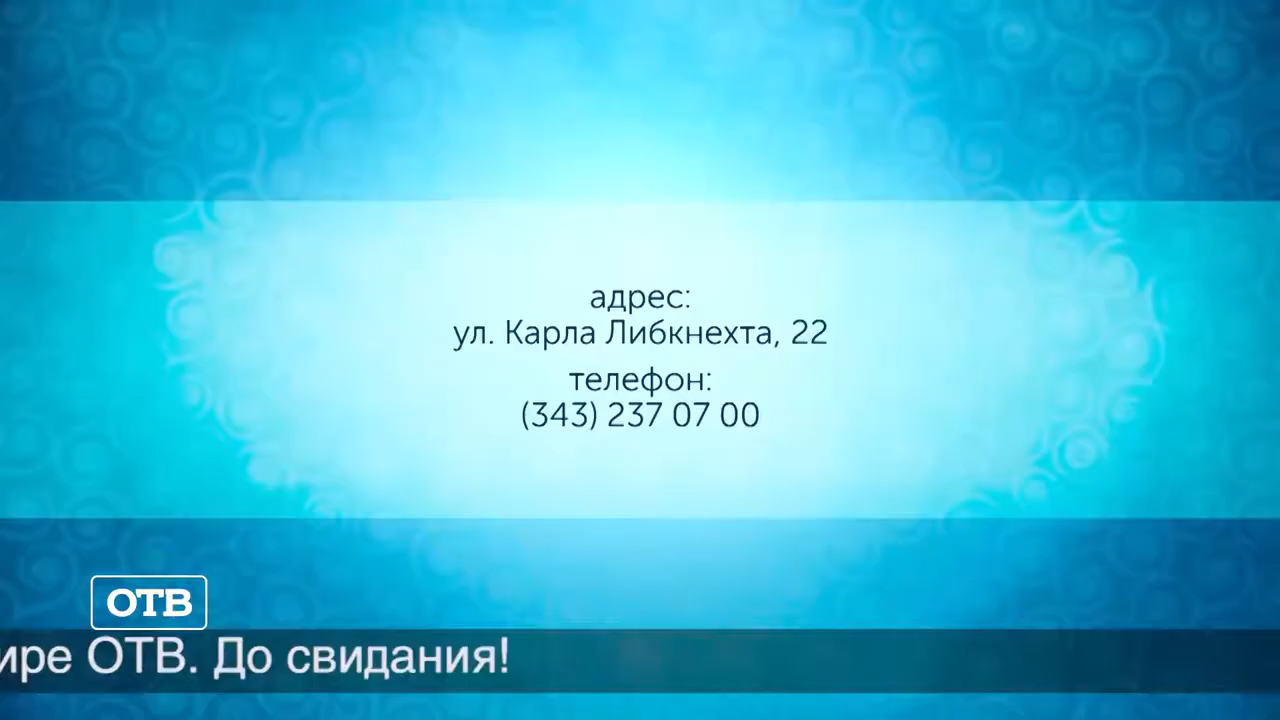 адрес:
ул. Карла Либкнехта, 22
телефон:
(343) 237 07 00
ОТВ
ире ОТВ. До свидания!